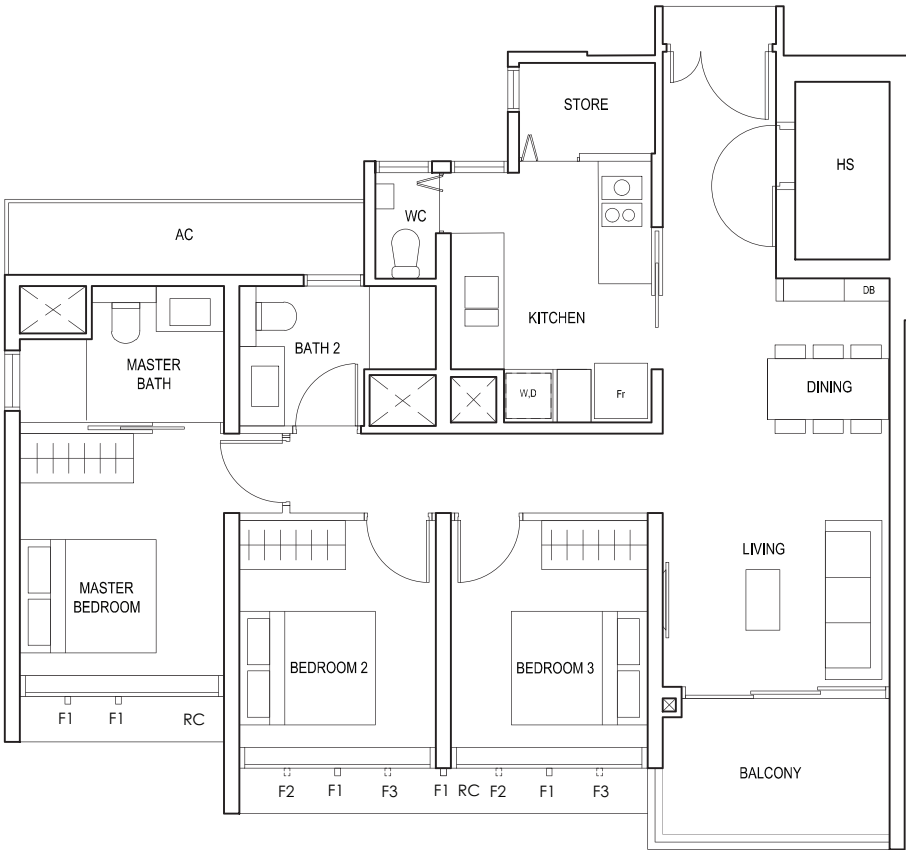 STORE
HS
WC
AC
DB
KITCHEN
BATH 2
MASTER
BATH
DINING
W,D
Fr
LIVING
MASTER
BEDROOM
BEDROOM 2
BEDROOM 3
F1
F1
RC
BALCONY
F2
F1
F3
F1
RC
F2
F1
F3